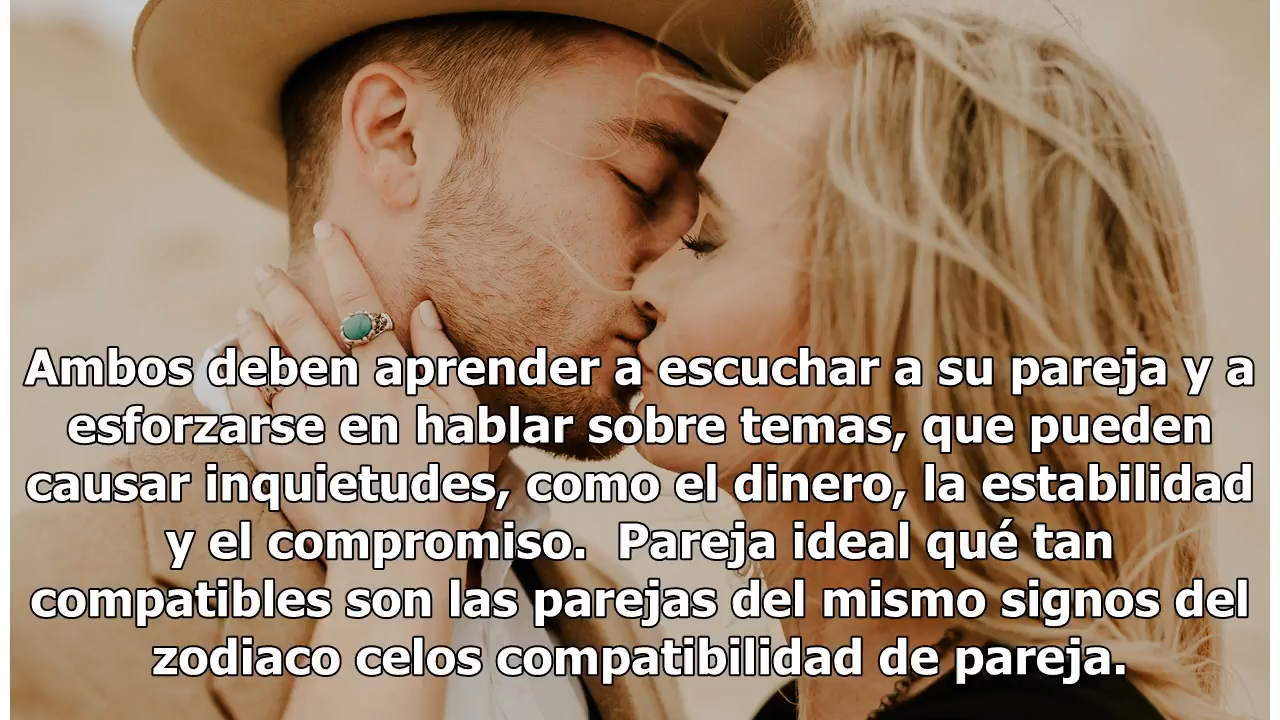 Ambos deben aprender a escuchar a su pareja y a
esforzarse en hablar sobre temas, que pueden
causar inquietudes, como el dinero, la estabilidad
y el compromiso.  Pareja ideal qué tan
compatibles son las parejas del mismo signos del
zodiaco celos compatibilidad de pareja.